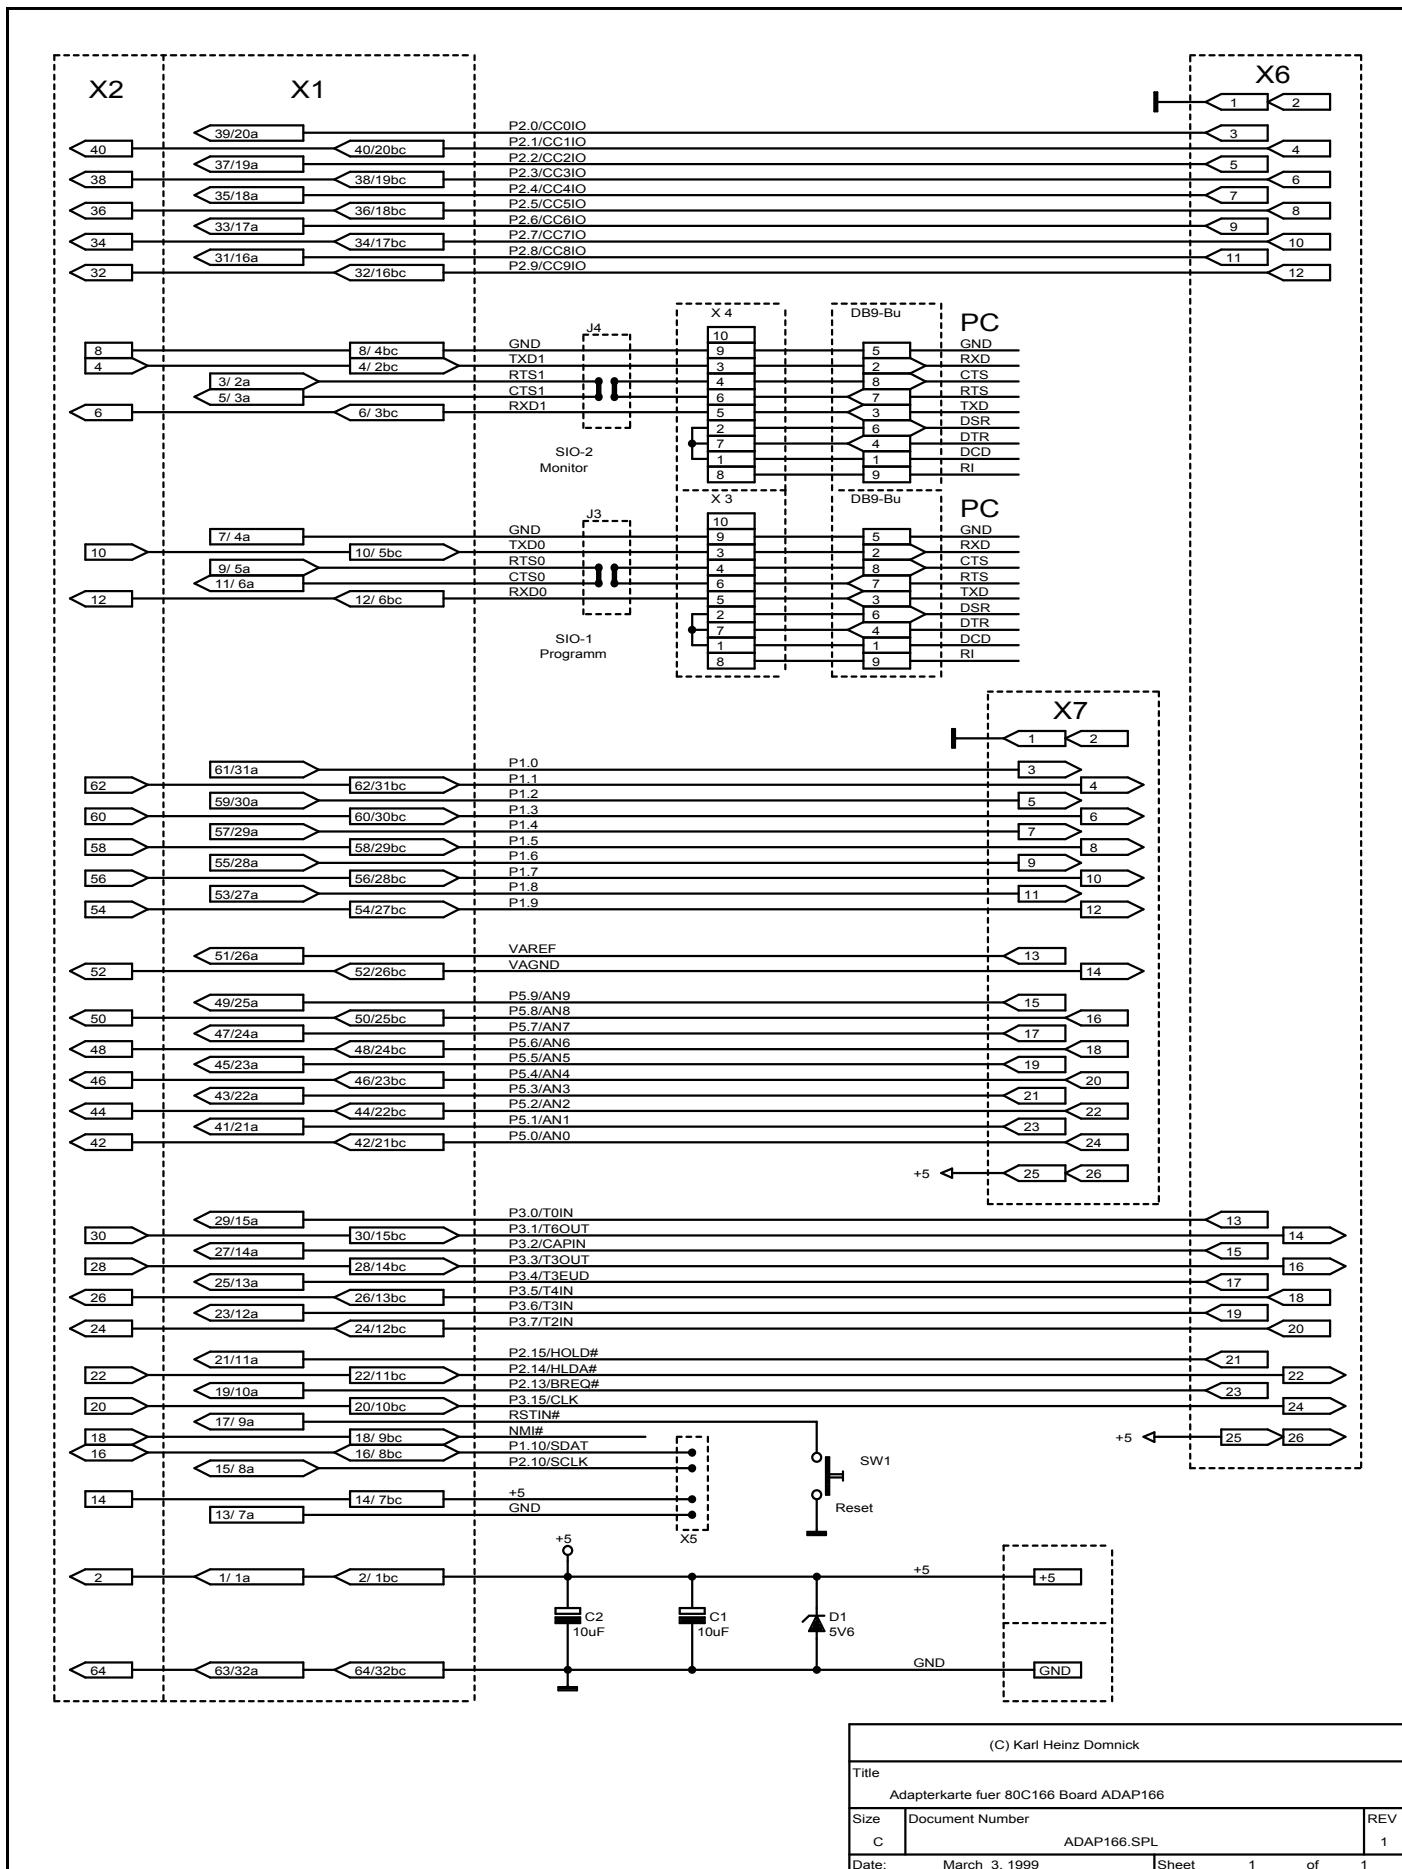 X2 X1 X6
1 2
39/20a P2.0/CC0IO 3
40 40/20bc P2.1/CC1IO 4
37/19a P2.2/CC2IO 5
38 38/19bc P2.3/CC3IO 6
35/18a P2.4/CC4IO 7
36 36/18bc P2.5/CC5IO 8
33/17a P2.6/CC6IO 9
34 34/17bc P2.7/CC7IO 10
31/16a P2.8/CC8IO 11
32 32/16bc P2.9/CC9IO 12
X 4 DB9-Bu PC
J4 10
8 8/ 4bc GND 9 5 GND
4 4/ 2bc TXD1 3 2 RXD
3/ 2a RTS1 4 8 CTS
5/ 3a CTS1 6 7 RTS
6 6/ 3bc RXD1 5 3 TXD
2 6 DSR
7 4 DTR
SIO-2 1 1 DCD
Monitor 8 9 RI
X 3 DB9-Bu PC
J3 10
7/ 4a GND 9 5 GND
10 10/ 5bc TXD0 3 2 RXD
9/ 5a RTS0 4 8 CTS
11/ 6a CTS0 6 7 RTS
12 12/ 6bc RXD0 5 3 TXD
2 6 DSR
7 4 DTR
SIO-1 1 1 DCD
Programm 8 9 RI
X7
1 2
61/31a P1.0 3
62 62/31bc P1.1 4
59/30a P1.2 5
60 60/30bc P1.3 6
57/29a P1.4 7
58 58/29bc P1.5 8
55/28a P1.6 9
56 56/28bc P1.7 10
53/27a P1.8 11
54 54/27bc P1.9 12
51/26a VAREF 13
52 52/26bc VAGND 14
49/25a P5.9/AN9 15
50 50/25bc P5.8/AN8 16
47/24a P5.7/AN7 17
48 48/24bc P5.6/AN6 18
45/23a P5.5/AN5 19
46 46/23bc P5.4/AN4 20
43/22a P5.3/AN3 21
44 44/22bc P5.2/AN2 22
41/21a P5.1/AN1 23
42 42/21bc P5.0/AN0 24
+5 25 26
29/15a P3.0/T0IN 13
30 30/15bc P3.1/T6OUT 14
27/14a P3.2/CAPIN 15
28 28/14bc P3.3/T3OUT 16
25/13a P3.4/T3EUD 17
26 26/13bc P3.5/T4IN 18
23/12a P3.6/T3IN 19
24 24/12bc P3.7/T2IN 20
21/11a P2.15/HOLD# 21
22 22/11bc P2.14/HLDA# 22
19/10a P2.13/BREQ# 23
20 20/10bc P3.15/CLK 24
17/ 9a RSTIN#
18 18/ 9bc NMI# +5 25 26
16 16/ 8bc P1.10/SDAT
15/ 8a P2.10/SCLK SW1
14 14/ 7bc +5 Reset
13/ 7a GND
X5
+5
2 1/ 1a 2/ 1bc +5 +5
C2 C1 D1
10uF 10uF 5V6
64 63/32a 64/32bc GND GND
(C) Karl Heinz Domnick
Title
Adapterkarte fuer 80C166 Board ADAP166
Size Document Number REV
C ADAP166.SPL 1
Date: March 3, 1999 Sheet 1 of 1